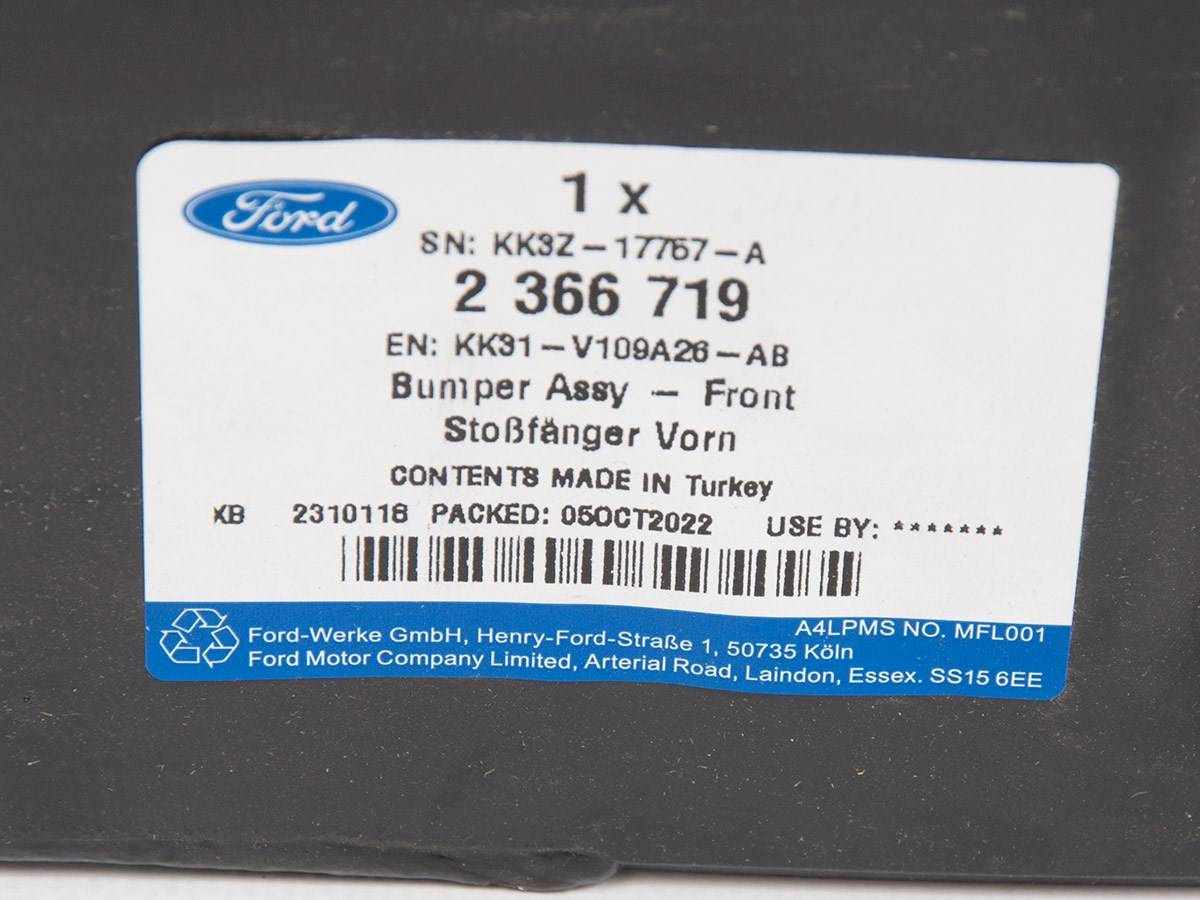 Ford
1 x
SN: KK3Z-17757-A
2 366 719
EN: KK31-V109A26-AB
Bumper Assy - Front
Stoßfänger Vorn
CONTENTS MADE IN Turkey
XB 2310116 PACKED: 05OCT2022 USE BY: *******
A4LPMS NO. MFL001
Ford-Werke GmbH, Henry-Ford-Straße 1, 50735 Köln
Ford Motor Company Limited, Arterial Road, Laindon, Essex. SS15 6EE